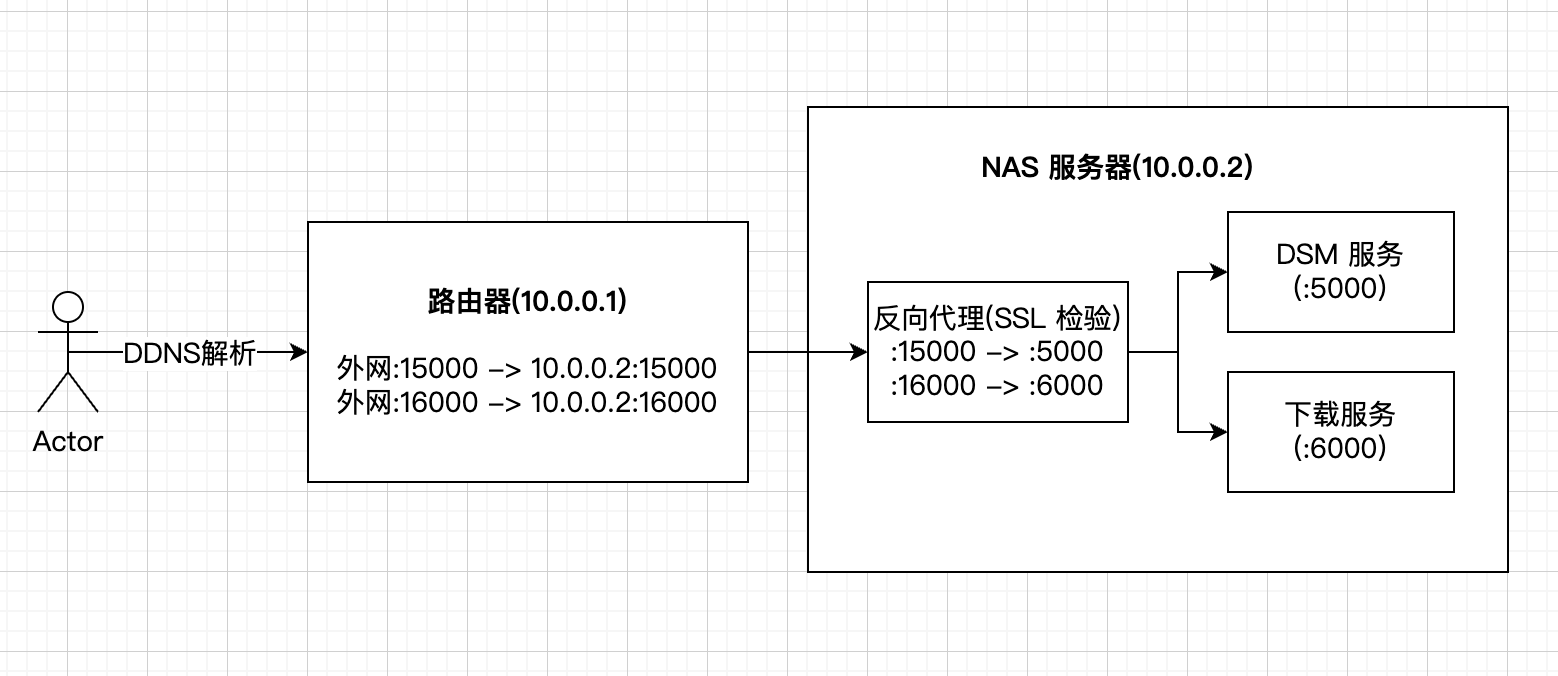 NAS 服务器(10.0.0.2)
DSM 服务
(:5000)
路由器(10.0.0.1)
反向代理(SSL 检验)
:15000 –> :5000
:16000 –> :6000
DDNS解析
外网:15000 –> 10.0.0.2:15000
外网:16000 –> 10.0.0.2:16000
下载服务
(:6000)
Actor